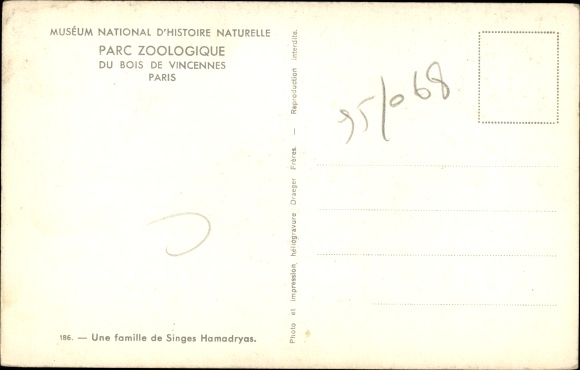 MUSÉUM NATIONAL D'HISTOIRE NATURELLE
PARC ZOOLOGIQUE
DU BOIS DE VINCENNES
PARIS
186. — Une famille de Singes Hamadryas.
Photo et impression, héliogravure Draeger Frères. — Reproduction interdite.
95/068